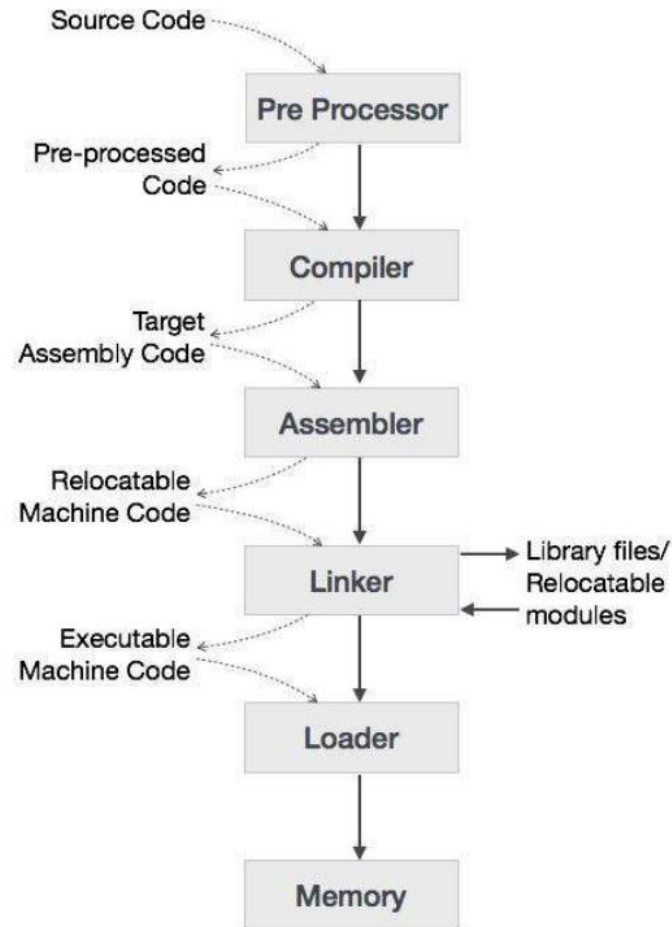 Source Code
Pre Processor
Pre-processed
Code
Compiler
Target
Assembly Code
Assembler
Relocatable
Machine Code
Linker
Library files/
Relocatable
modules
Executable
Machine Code
Loader
Memory